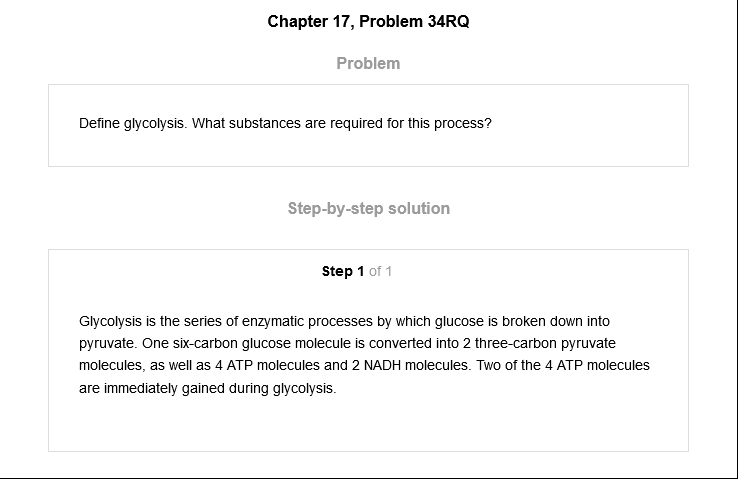 Chapter 17, Problem 34RQ
Problem
Define glycolysis. What substances are required for this process?
Step-by-step solution
Step 1 of 1
Glycolysis is the series of enzymatic processes by which glucose is broken down into
pyruvate. One six-carbon glucose molecule is converted into 2 three-carbon pyruvate
molecules, as well as 4 ATP molecules and 2 NADH molecules. Two of the 4 ATP molecules
are immediately gained during glycolysis.